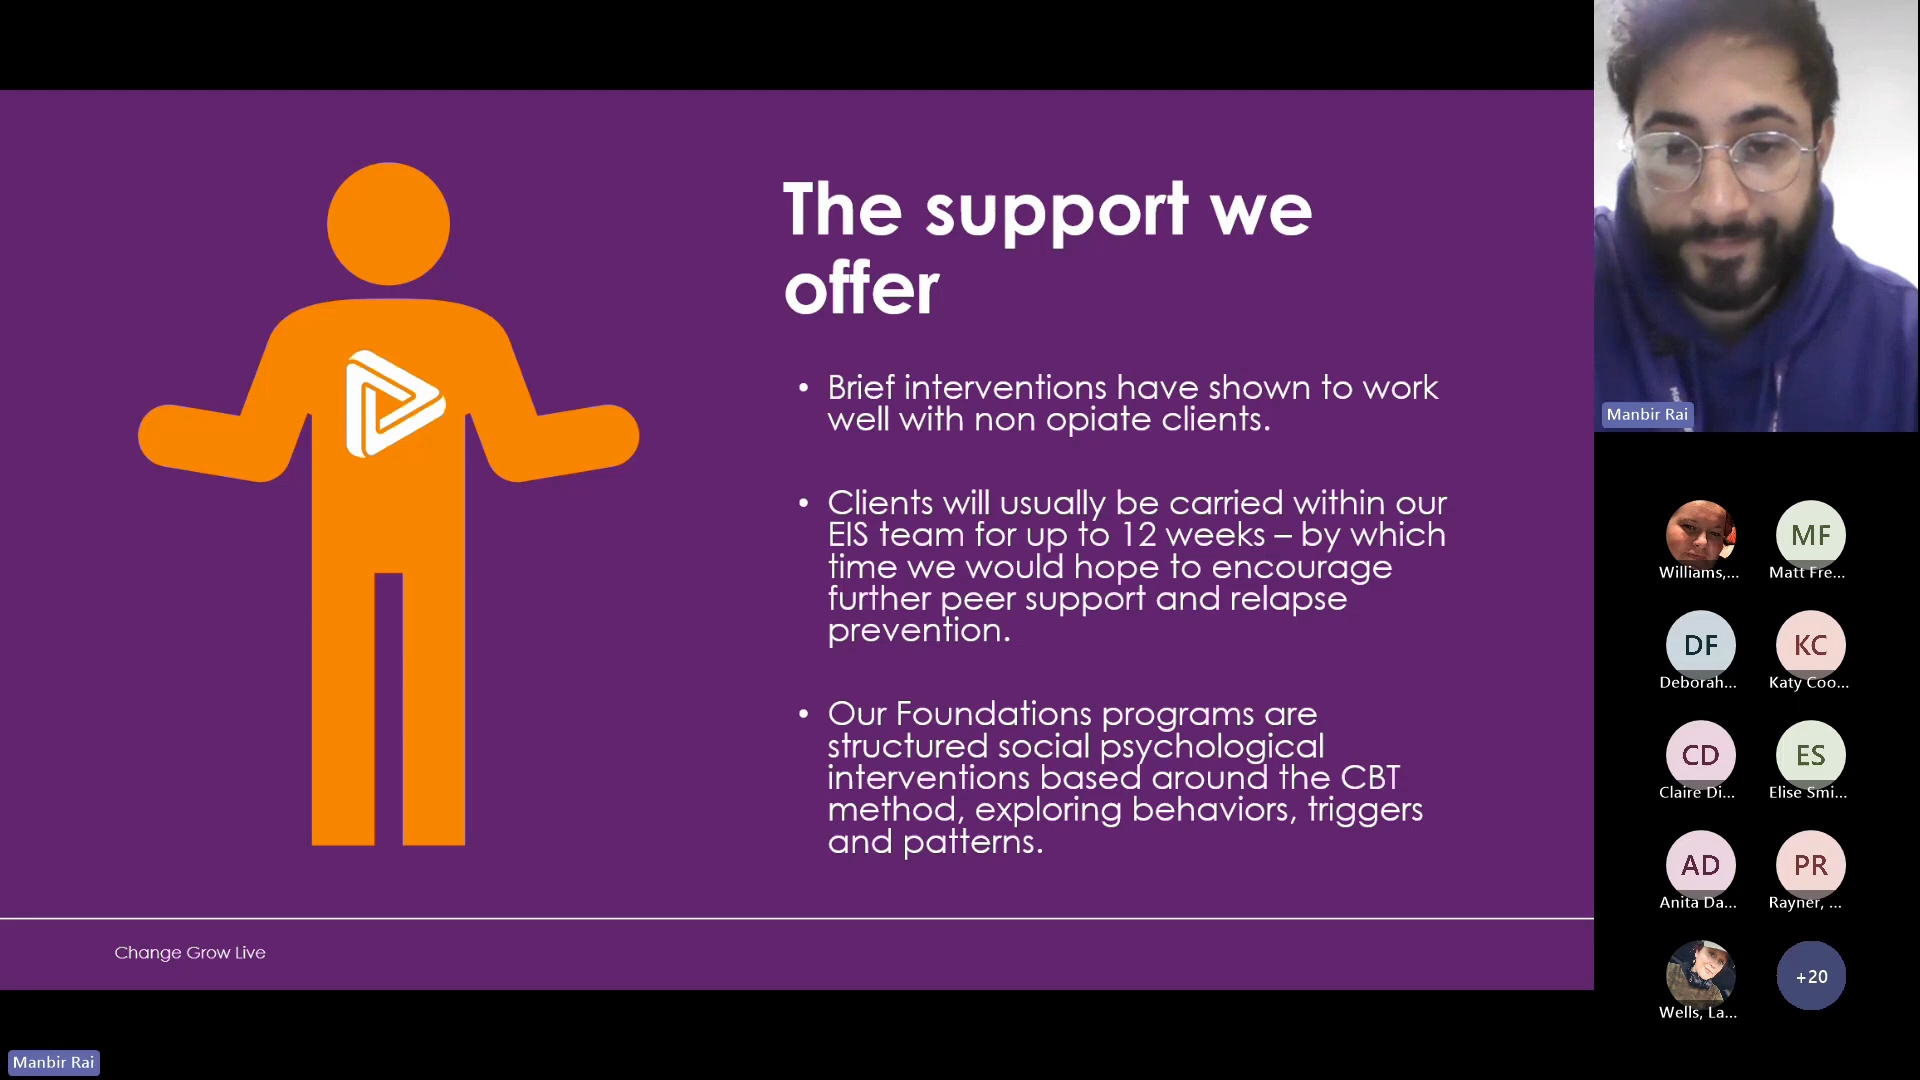 The support we
offer
• Brief interventions have shown to work
well with non opiate clients.
• Clients will usually be carried within our
EIS team for up to 12 weeks – by which
time we would hope to encourage
further peer support and relapse
prevention.
• Our Foundations programs are
structured social psychological
interventions based around the CBT
method, exploring behaviors, triggers
and patterns.
Change Grow Live
Manbir Rai
Manbir Rai
Williams,...
MF
Matt Fre...
DF
Deborah...
KC
Katy Coo...
CD
Claire Di...
ES
Elise Smi...
AD
Anita Da...
PR
Rayner, ...
Wells, La...
+20